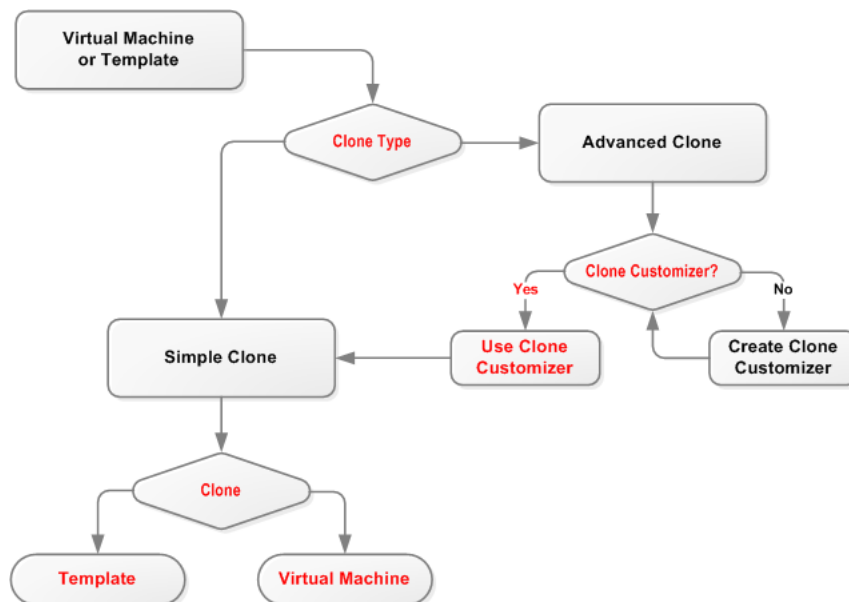 Virtual Machine
or Template
Clone Type
Advanced Clone
Clone Customizer?
Yes
No
Simple Clone
Use Clone
Customizer
Create Clone
Customizer
Clone
Template
Virtual Machine